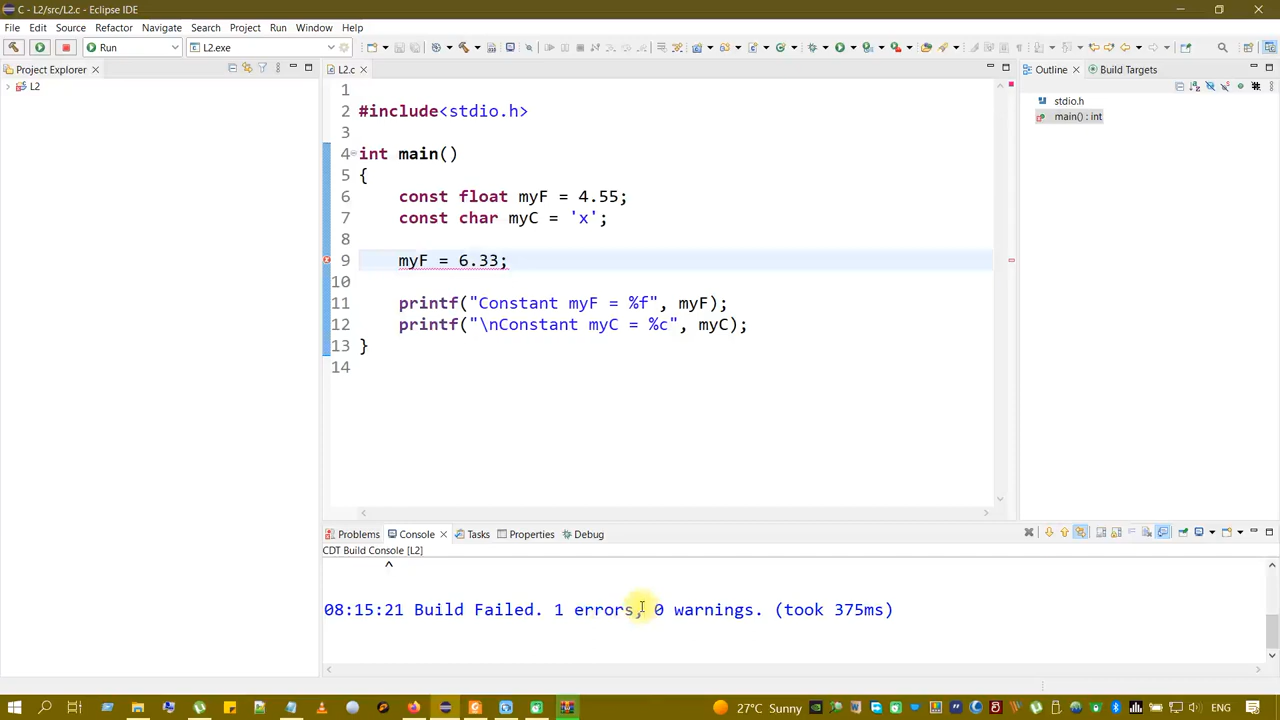 C - L2/src/L2.c - Eclipse IDE
File Edit Source Refactor Navigate Search Project Run Window Help
Run L2.exe
Project Explorer
L2
L2.c
1
2 #include<stdio.h>
3
4 int main()
5 {
6 const float myF = 4.55;
7 const char myC = 'x';
8
9 myF = 6.33;
10
11 printf("Constant myF = %f", myF);
12 printf("\nConstant myC = %c", myC);
13 }
14
Outline Build Targets
stdio.h
main() : int
Problems Console Tasks Properties Debug
CDT Build Console [L2]
^
08:15:21 Build Failed. 1 errors, 0 warnings. (took 375ms)
27°C Sunny ENG